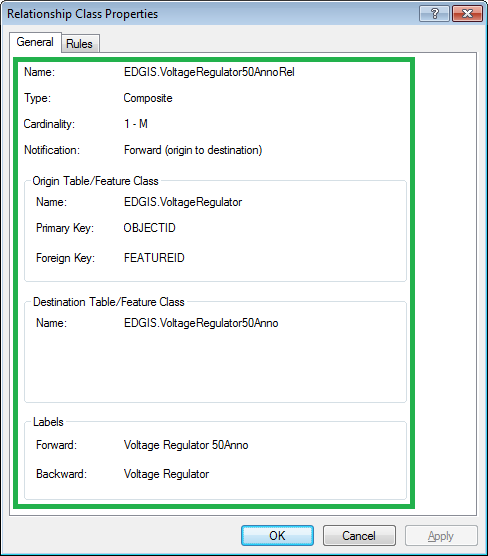 Relationship Class Properties
General Rules
Name: EDGIS.VoltageRegulator50AnnoRel
Type: Composite
Cardinality: 1 - M
Notification: Forward (origin to destination)
Origin Table/Feature Class
Name: EDGIS.VoltageRegulator
Primary Key: OBJECTID
Foreign Key: FEATUREID
Destination Table/Feature Class
Name: EDGIS.VoltageRegulator50Anno
Labels
Forward: Voltage Regulator 50Anno
Backward: Voltage Regulator
OK Cancel Apply